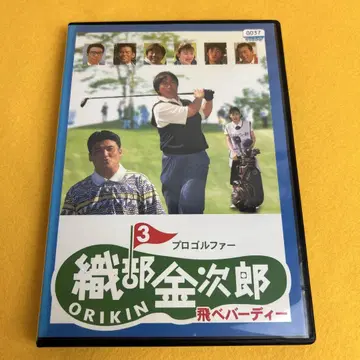 0037
3
プロゴルファー
織部金次郎
ORIKIN
飛べバーディー